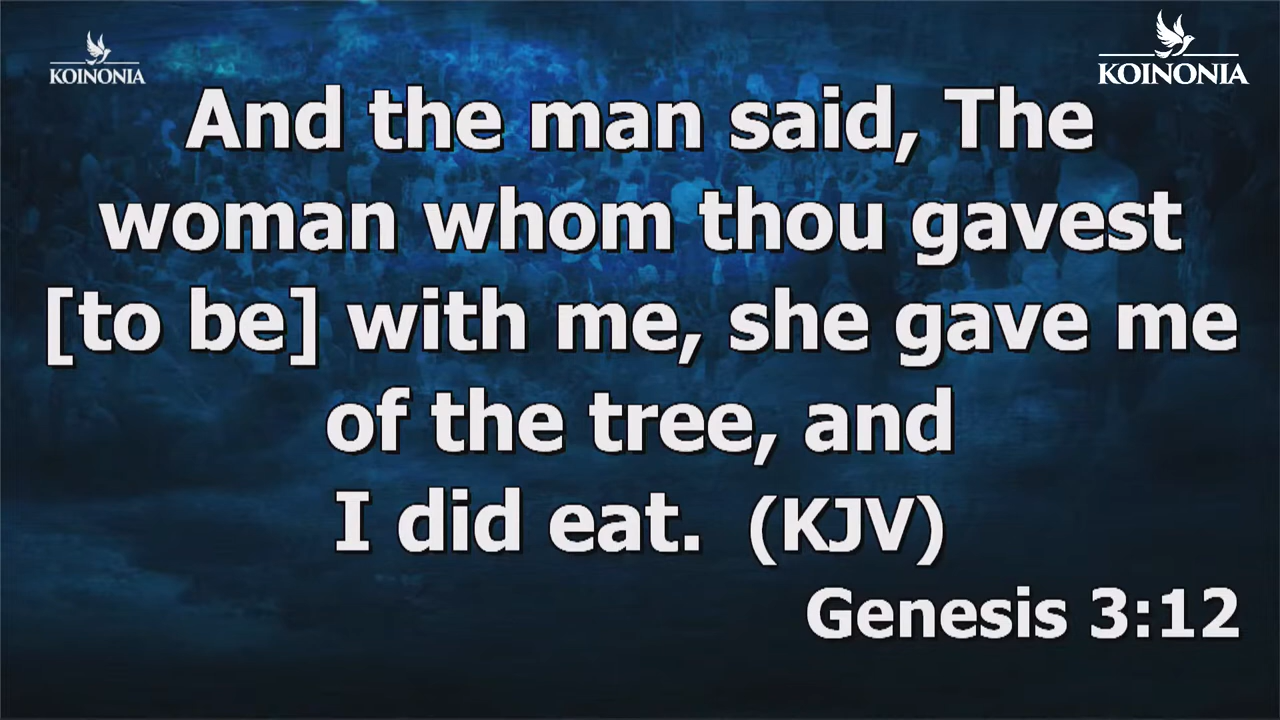 KOINONIA
KOINONIA
And the man said, The
woman whom thou gavest
[to be] with me, she gave me
of the tree, and
I did eat.  (KJV)
Genesis 3:12